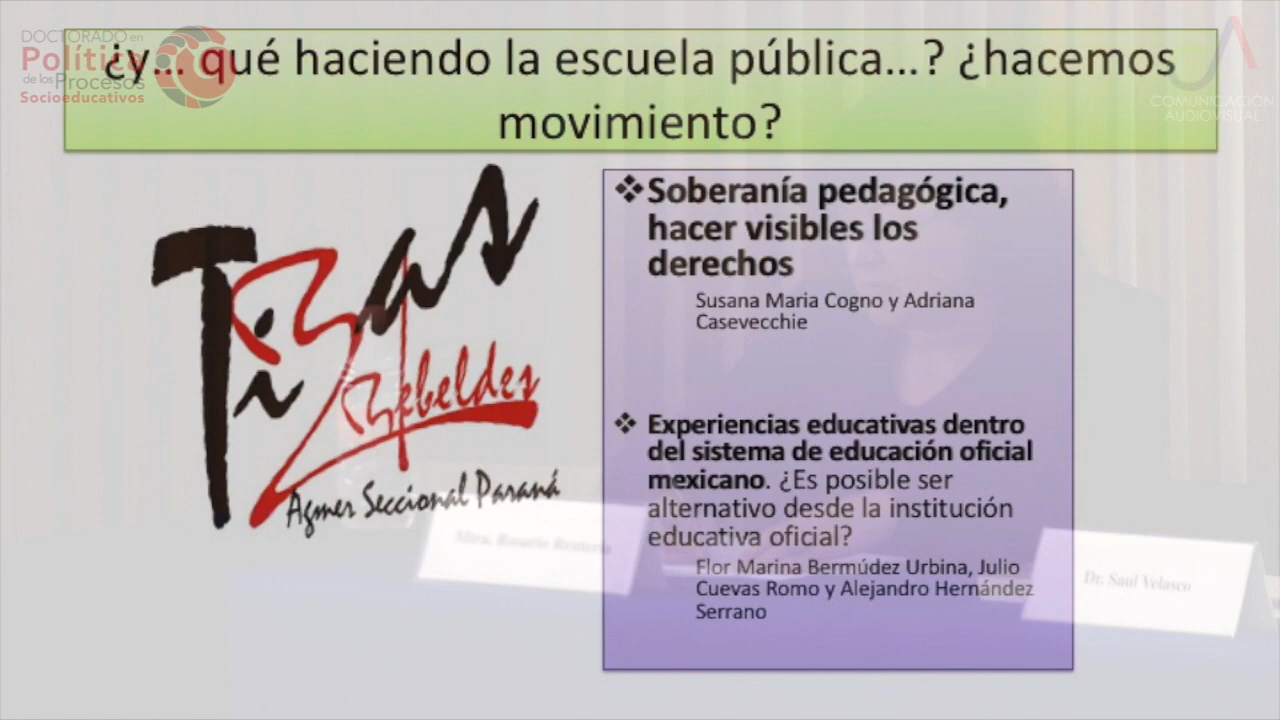 DOCTORADO en
Política
de los Procesos
Socioeducativos
¿y... qué haciendo la escuela pública...? ¿hacemos
movimiento?
COMUNICACIÓN
AUDIOVISUAL
Tizas
Rebeldes
Agmer Seccional Paraná
❖Soberanía pedagógica,
hacer visibles los
derechos
Susana Maria Cogno y Adriana
Casevecchie
❖ Experiencias educativas dentro
del sistema de educación oficial
mexicano. ¿Es posible ser
alternativo desde la institución
educativa oficial?
Flor Marina Bermúdez Urbina, Julio
Cuevas Romo y Alejandro Hernández
Serrano
Mtra. Rosario
Dr. Saul Velasco